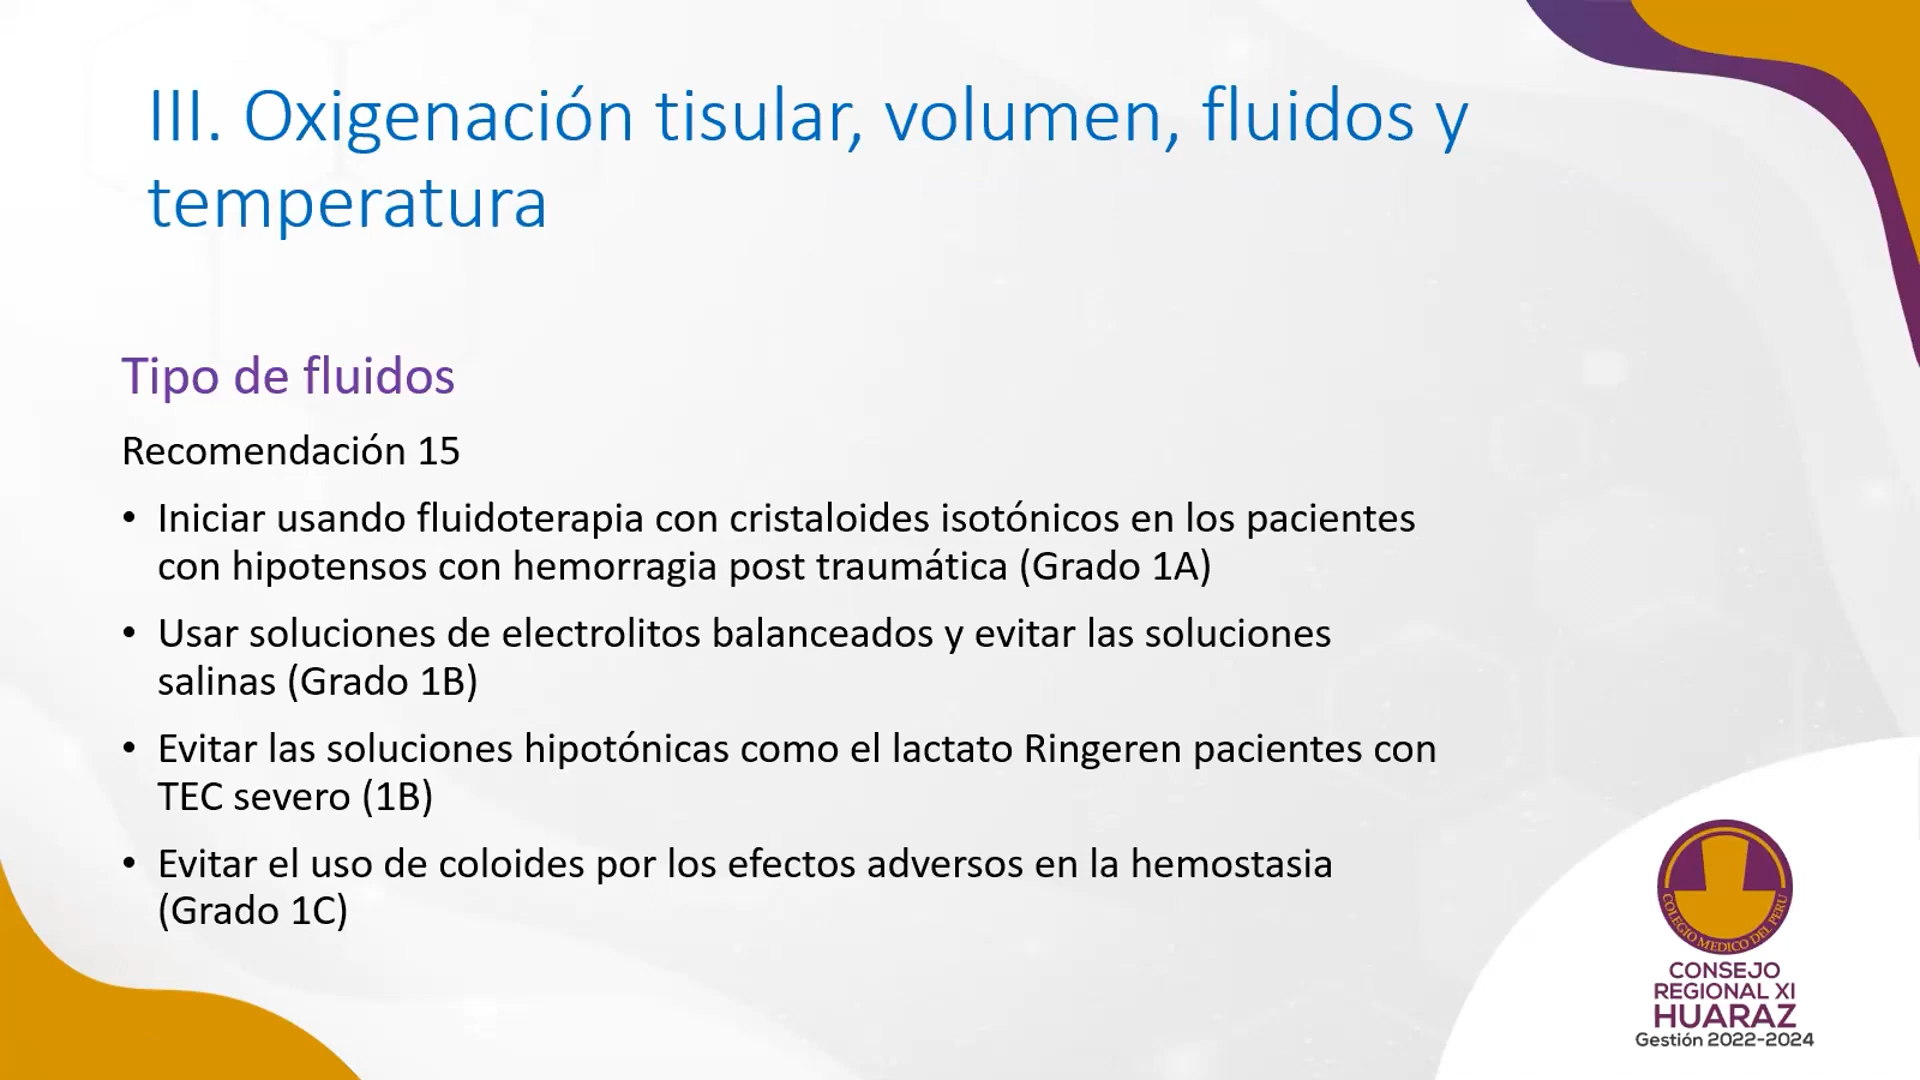 III. Oxigenación tisular, volumen, fluidos y
temperatura
Tipo de fluidos
Recomendación 15
• Iniciar usando fluidoterapia con cristaloides isotónicos en los pacientes
con hipotensos con hemorragia post traumática (Grado 1A)
• Usar soluciones de electrolitos balanceados y evitar las soluciones
salinas (Grado 1B)
• Evitar las soluciones hipotónicas como el lactato Ringeren pacientes con
TEC severo (1B)
• Evitar el uso de coloides por los efectos adversos en la hemostasia
(Grado 1C)
COLEGIO MEDICO DEL PERU
CONSEJO
REGIONAL XI
HUARAZ
Gestión 2022-2024